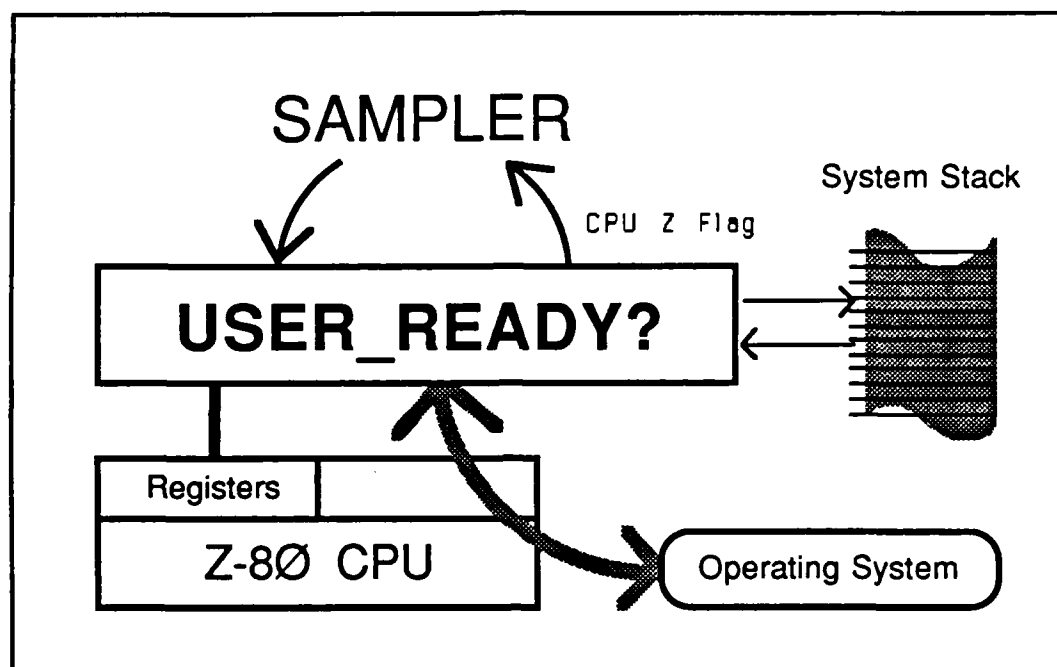 SAMPLER
System Stack
CPU Z Flag
USER_READY?
Registers
Z-8Ø CPU
Operating System